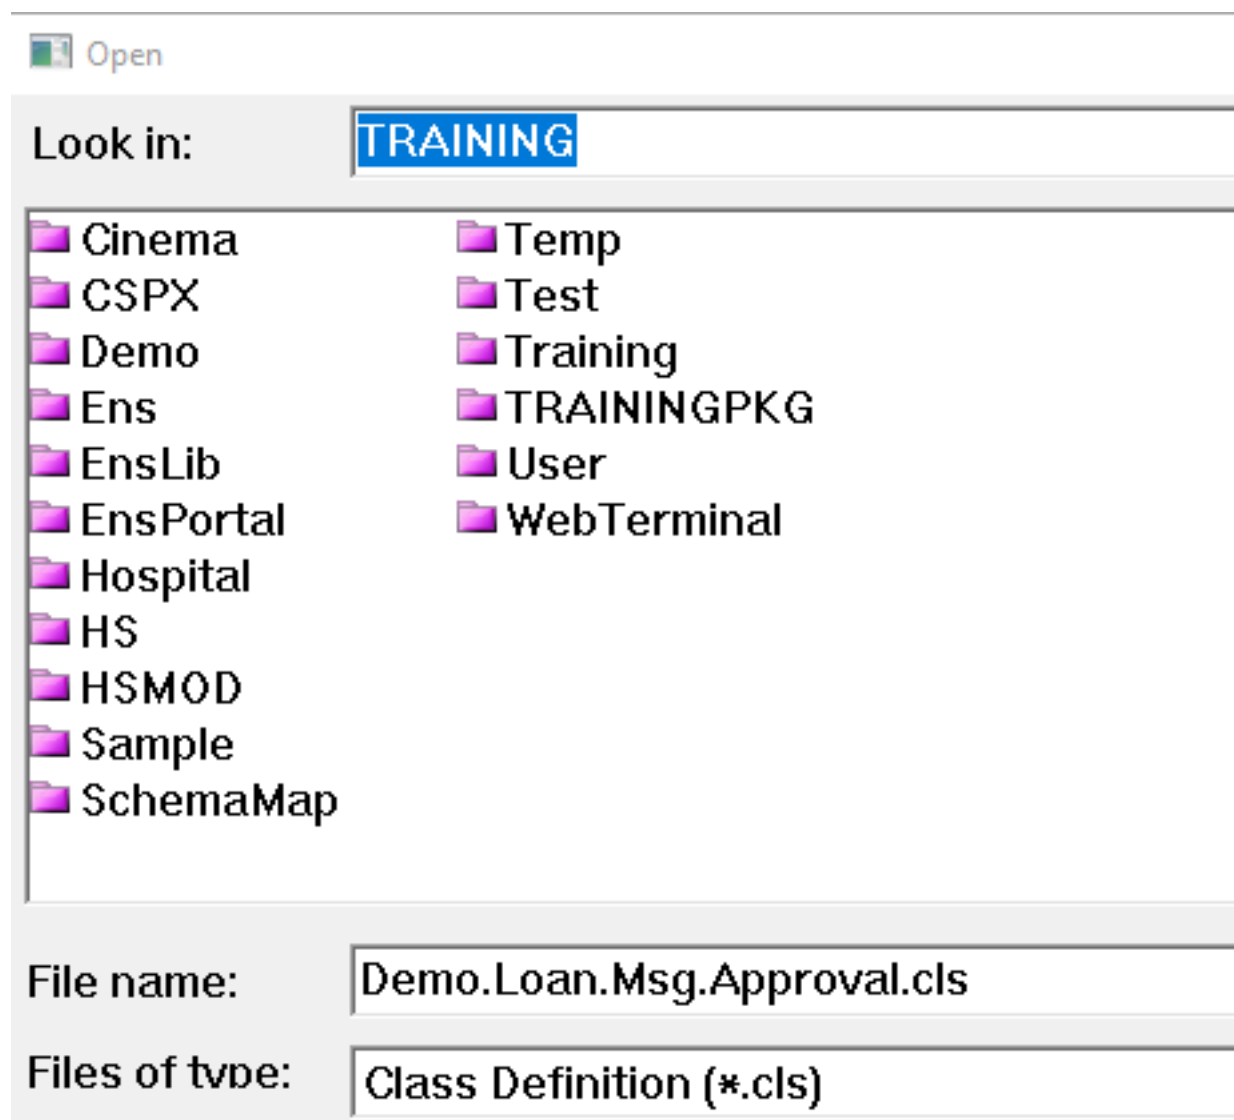 Open
Look in: TRAINING
Cinema
CSPX
Demo
Ens
EnsLib
EnsPortal
Hospital
HS
HSMOD
Sample
SchemaMap
Temp
Test
Training
TRAININGPKG
User
WebTerminal
File name: Demo.Loan.Msg.Approval.cls
Files of type: Class Definition (*.cls)